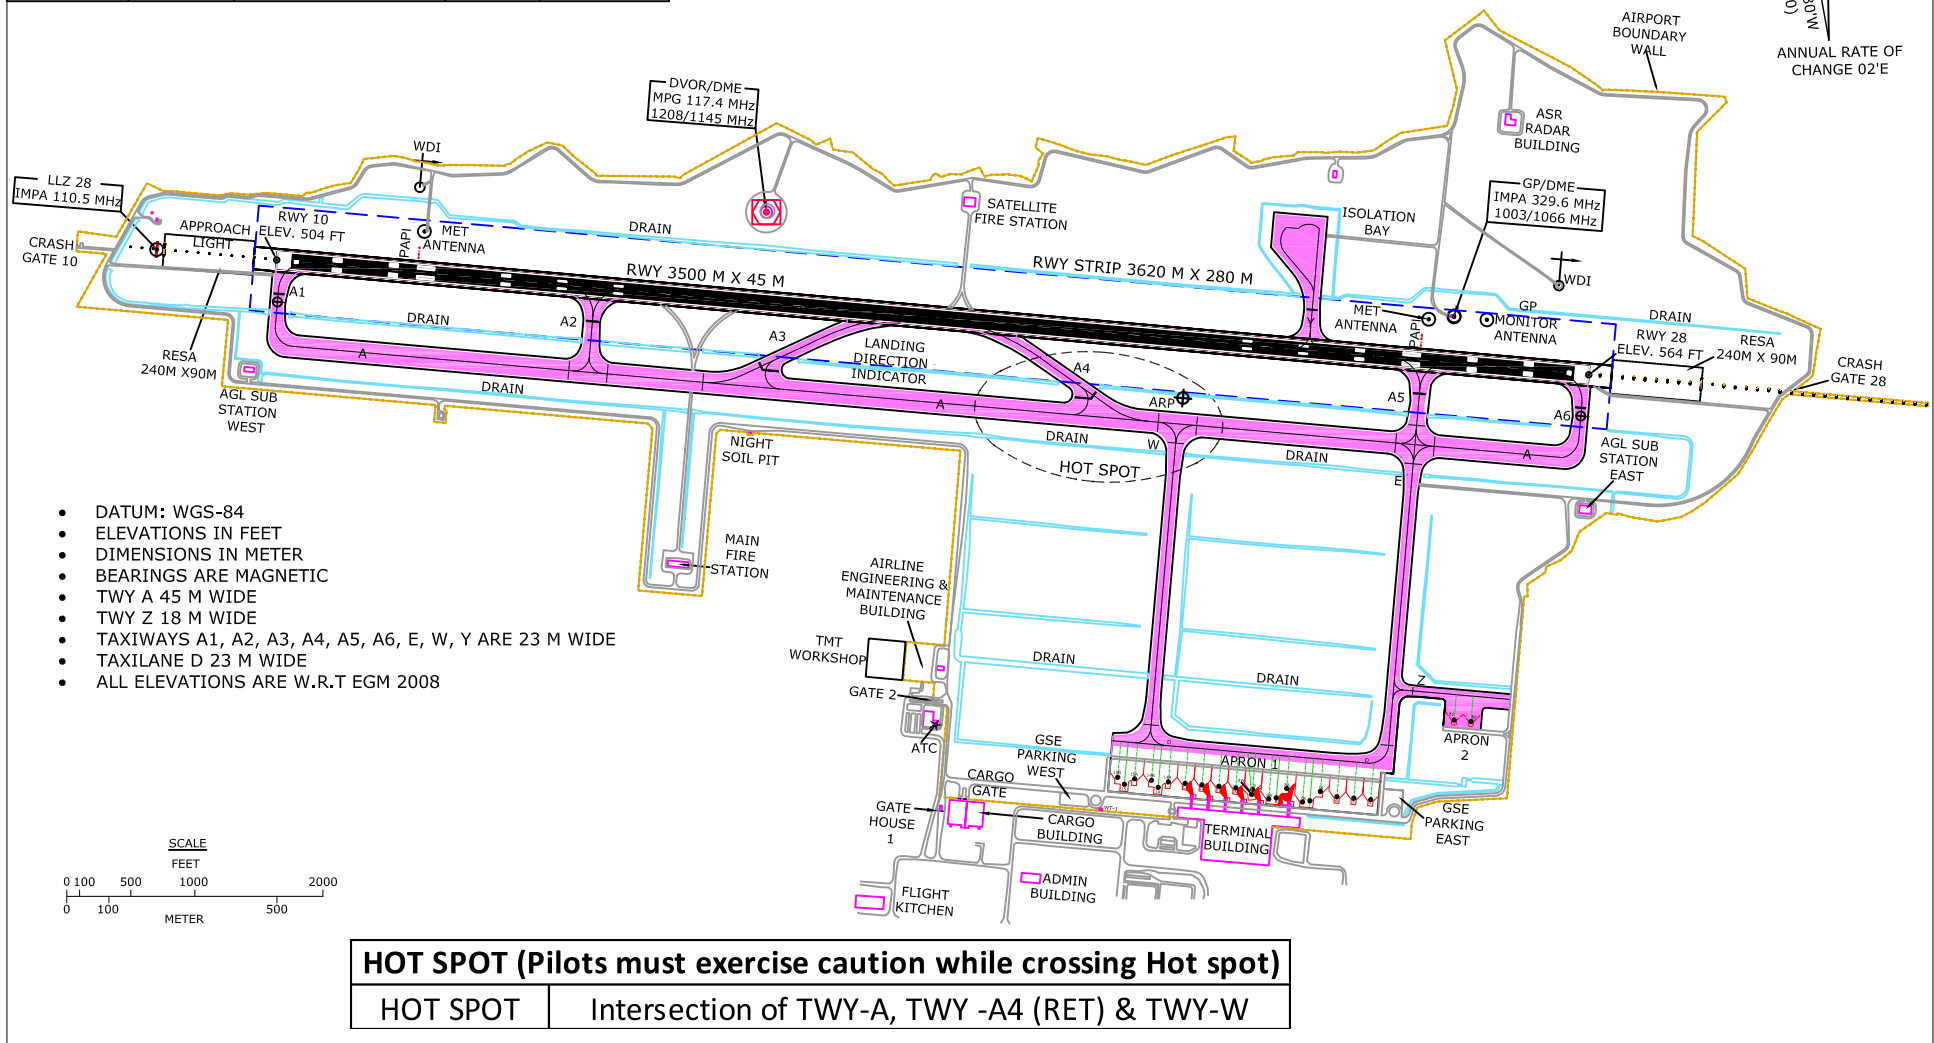 30'W
0)
ANNUAL RATE OF
CHANGE 02'E
AIRPORT
BOUNDARY
WALL
DVOR/DME
MPG 117.4 MHz
1208/1145 MHz
ASR
RADAR
BUILDING
WDI
LLZ 28
IMPA 110.5 MHz
GP/DME
IMPA 329.6 MHz
1003/1066 MHz
CRASH
GATE 10
APPROACH
LIGHT
RWY 10
ELEV. 504 FT
PAPI
MET
ANTENNA
DRAIN
SATELLITE
FIRE STATION
ISOLATION
BAY
RWY 3500 M X 45 M
RWY STRIP 3620 M X 280 M
WDI
MET
ANTENNA
PAPI
GP
MONITOR
ANTENNA
DRAIN
RWY 28
ELEV. 564 FT
RESA
240M X 90M
CRASH
GATE 28
A1
A2
A3
A4
A5
A6
Y
DRAIN
A
LANDING
DIRECTION
INDICATOR
RESA
240M X90M
DRAIN
A
ARP
W
AGL SUB
STATION
WEST
NIGHT
SOIL PIT
DRAIN
HOT SPOT
DRAIN
E
A
AGL SUB
STATION
EAST
• DATUM: WGS-84
• ELEVATIONS IN FEET
• DIMENSIONS IN METER
• BEARINGS ARE MAGNETIC
• TWY A 45 M WIDE
• TWY Z 18 M WIDE
• TAXIWAYS A1, A2, A3, A4, A5, A6, E, W, Y ARE 23 M WIDE
• TAXILANE D 23 M WIDE
• ALL ELEVATIONS ARE W.R.T EGM 2008
MAIN
FIRE
STATION
AIRLINE
ENGINEERING &
MAINTENANCE
BUILDING
TMT
WORKSHOP
GATE 2
ATC
DRAIN
DRAIN
Z
APRON
2
GSE
PARKING
WEST
D
APRON 1
D
CARGO
GATE
GATE
HOUSE
1
WT-1
CARGO
BUILDING
TERMINAL
BUILDING
GSE
PARKING
EAST
ADMIN
BUILDING
FLIGHT
KITCHEN
SCALE
FEET
0 100 500 1000 2000
0 100 500
METER
HOT SPOT (Pilots must exercise caution while crossing Hot spot)
HOT SPOT Intersection of TWY-A, TWY -A4 (RET) & TWY-W